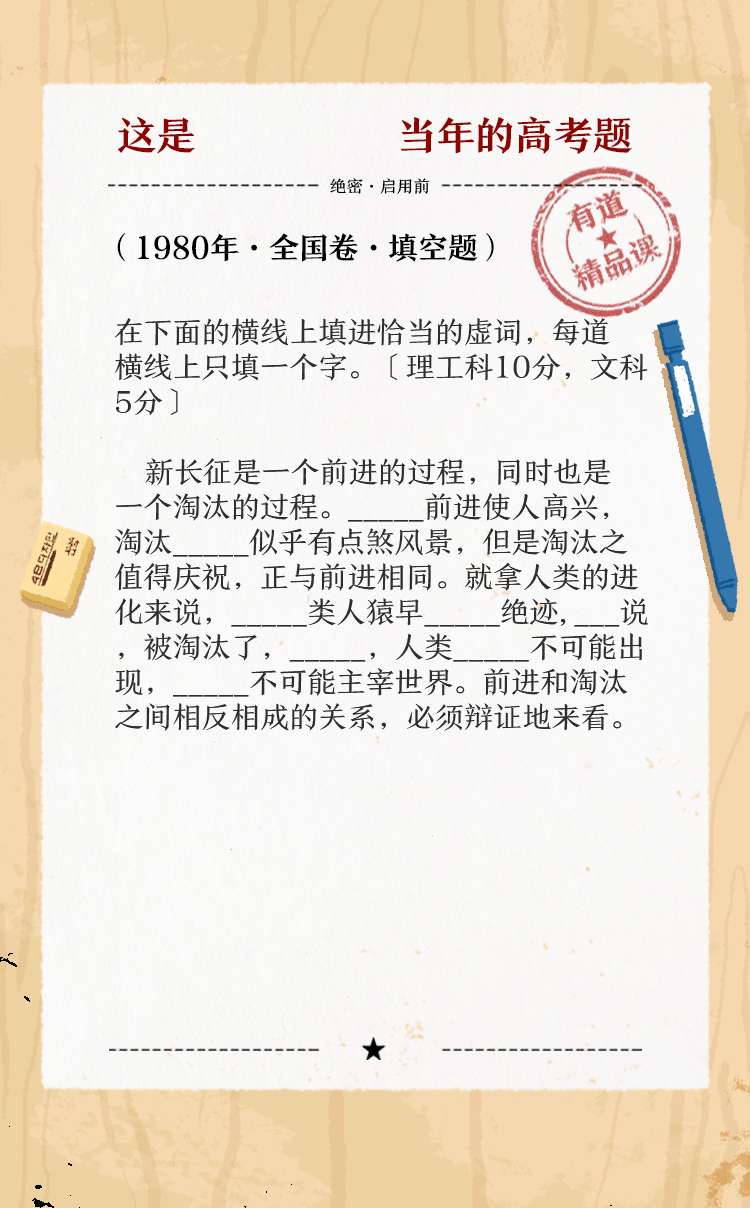 这是 当年的高考题
绝密·启用前
有道
精品课
（1980年·全国卷·填空题）
在下面的横线上填进恰当的虚词，每道
横线上只填一个字。〔理工科10分，文科
5分〕
新长征是一个前进的过程，同时也是
一个淘汰的过程。_____前进使人高兴，
淘汰_____似乎有点煞风景，但是淘汰之
值得庆祝，正与前进相同。就拿人类的进
化来说，_____类人猿早_____绝迹,___说
，被淘汰了，_____，人类_____不可能出
现，_____不可能主宰世界。前进和淘汰
之间相反相成的关系，必须辩证地来看。